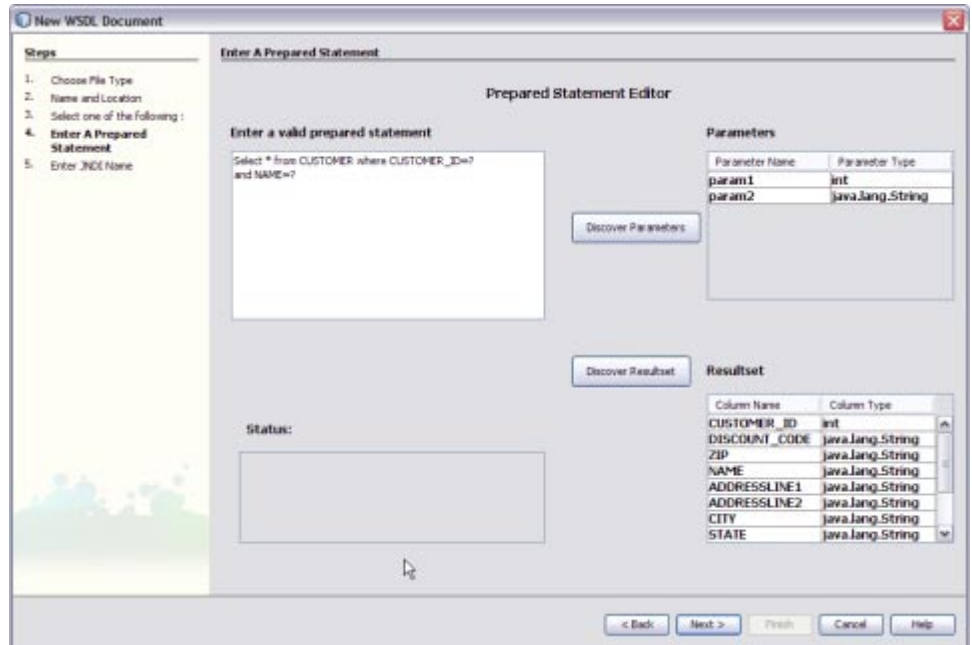 New WSDL Document
Steps
1. Choose File Type
2. Name and Location
3. Select one of the following :
4. Enter A Prepared
Statement
5. Enter JNDI Name
Enter A Prepared Statement
Prepared Statement Editor
Enter a valid prepared statement
Select * from CUSTOMER where CUSTOMER_ID=?
and NAME=?
Discover Parameters
Parameters
Parameter Name Parameter Type
param1 int
param2 java.lang.String
Discover Resultset
Resultset
Column Name Column Type
CUSTOMER_ID int
DISCOUNT_CODE java.lang.String
ZIP java.lang.String
NAME java.lang.String
ADDRESSLINE1 java.lang.String
ADDRESSLINE2 java.lang.String
CITY java.lang.String
STATE java.lang.String
Status:
< Back Next > Finish Cancel Help